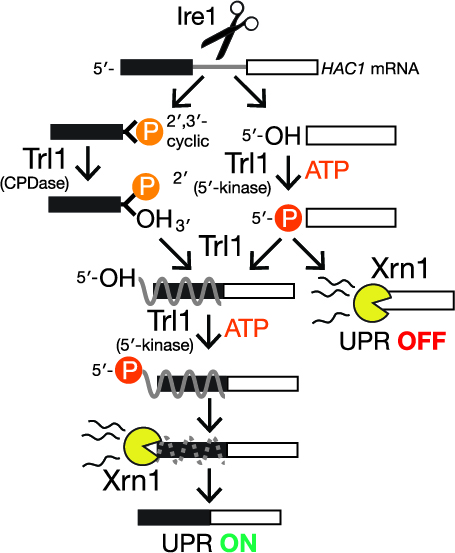 Ire1
5′- HAC1 mRNA
P 2′,3′-
cyclic
5′-OH
Trl1
(CPDase)
Trl1 ATP
(5′-kinase)
P 2′
OH 3′
5′- P
Trl1
Xrn1
UPR OFF
5′-OH
Trl1 ATP
(5′-kinase)
5′- P
Xrn1
UPR ON